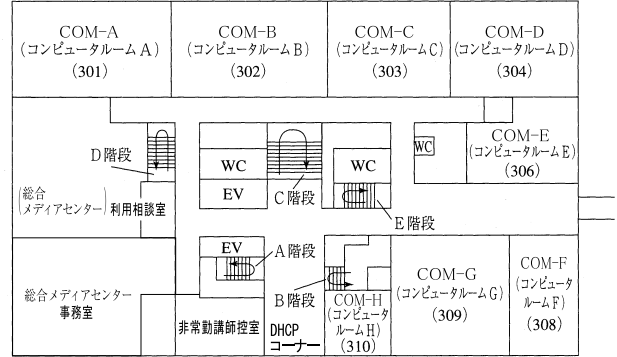 COM-A
(コンピュータルームA)
(301)
COM-B
(コンピュータルームB)
(302)
COM-C
(コンピュータルームC)
(303)
COM-D
(コンピュータルームD)
(304)
D階段
WC
EV
C階段
WC
E階段
WC
COM-E
(コンピュータルームE)
(306)
(総合
メディアセンター)利用相談室
EV
A階段
B階段
総合メディアセンター
事務室
非常勤講師控室
DHCP
コーナー
COM-H
(コンピュータ
ルームH)
(310)
COM-G
(コンピュータルームG)
(309)
COM-F
(コンピュータ
ルームF)
(308)